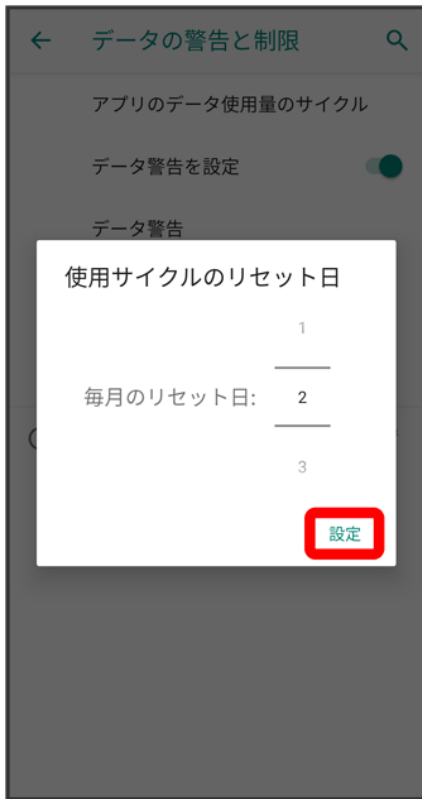 データの警告と制限
アプリのデータ使用量のサイクル
データ警告を設定
データ警告
使用サイクルのリセット日
1
毎月のリセット日: 2
3
設定